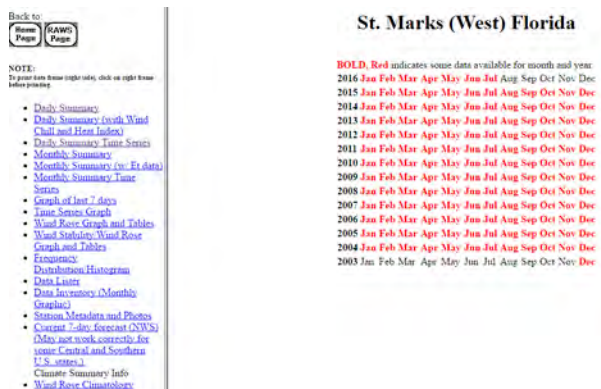 Back to:
Home Page
RAWS Page
NOTE:
To print data frame (right side), click on right frame
before printing.
Daily Summary
Daily Summary (with Wind
Chill and Heat Index)
Daily Summary Time Series
Monthly Summary
Monthly Summary (w/ Et data)
Monthly Summary Time
Series
Graph of last 7 days
Time Series Graph
Wind Rose Graph and Tables
Wind Stability Wind Rose
Graph and Tables
Frequency
Distribution Histogram
Data Lister
Data Inventory (Monthly
Graphic)
Station Metadata and Photos
Current 7-day forecast (NWS)
(May not work correctly for
some Central and Southern
U.S. states.)
Climate Summary Info
Wind Rose Climatology
St. Marks (West) Florida
BOLD, Red indicates some data available for month and year
2016 Jan Feb Mar Apr May Jun Jul Aug Sep Oct Nov Dec
2015 Jan Feb Mar Apr May Jun Jul Aug Sep Oct Nov Dec
2014 Jan Feb Mar Apr May Jun Jul Aug Sep Oct Nov Dec
2013 Jan Feb Mar Apr May Jun Jul Aug Sep Oct Nov Dec
2012 Jan Feb Mar Apr May Jun Jul Aug Sep Oct Nov Dec
2011 Jan Feb Mar Apr May Jun Jul Aug Sep Oct Nov Dec
2010 Jan Feb Mar Apr May Jun Jul Aug Sep Oct Nov Dec
2009 Jan Feb Mar Apr May Jun Jul Aug Sep Oct Nov Dec
2008 Jan Feb Mar Apr May Jun Jul Aug Sep Oct Nov Dec
2007 Jan Feb Mar Apr May Jun Jul Aug Sep Oct Nov Dec
2006 Jan Feb Mar Apr May Jun Jul Aug Sep Oct Nov Dec
2005 Jan Feb Mar Apr May Jun Jul Aug Sep Oct Nov Dec
2004 Jan Feb Mar Apr May Jun Jul Aug Sep Oct Nov Dec
2003 Jan Feb Mar Apr May Jun Jul Aug Sep Oct Nov Dec